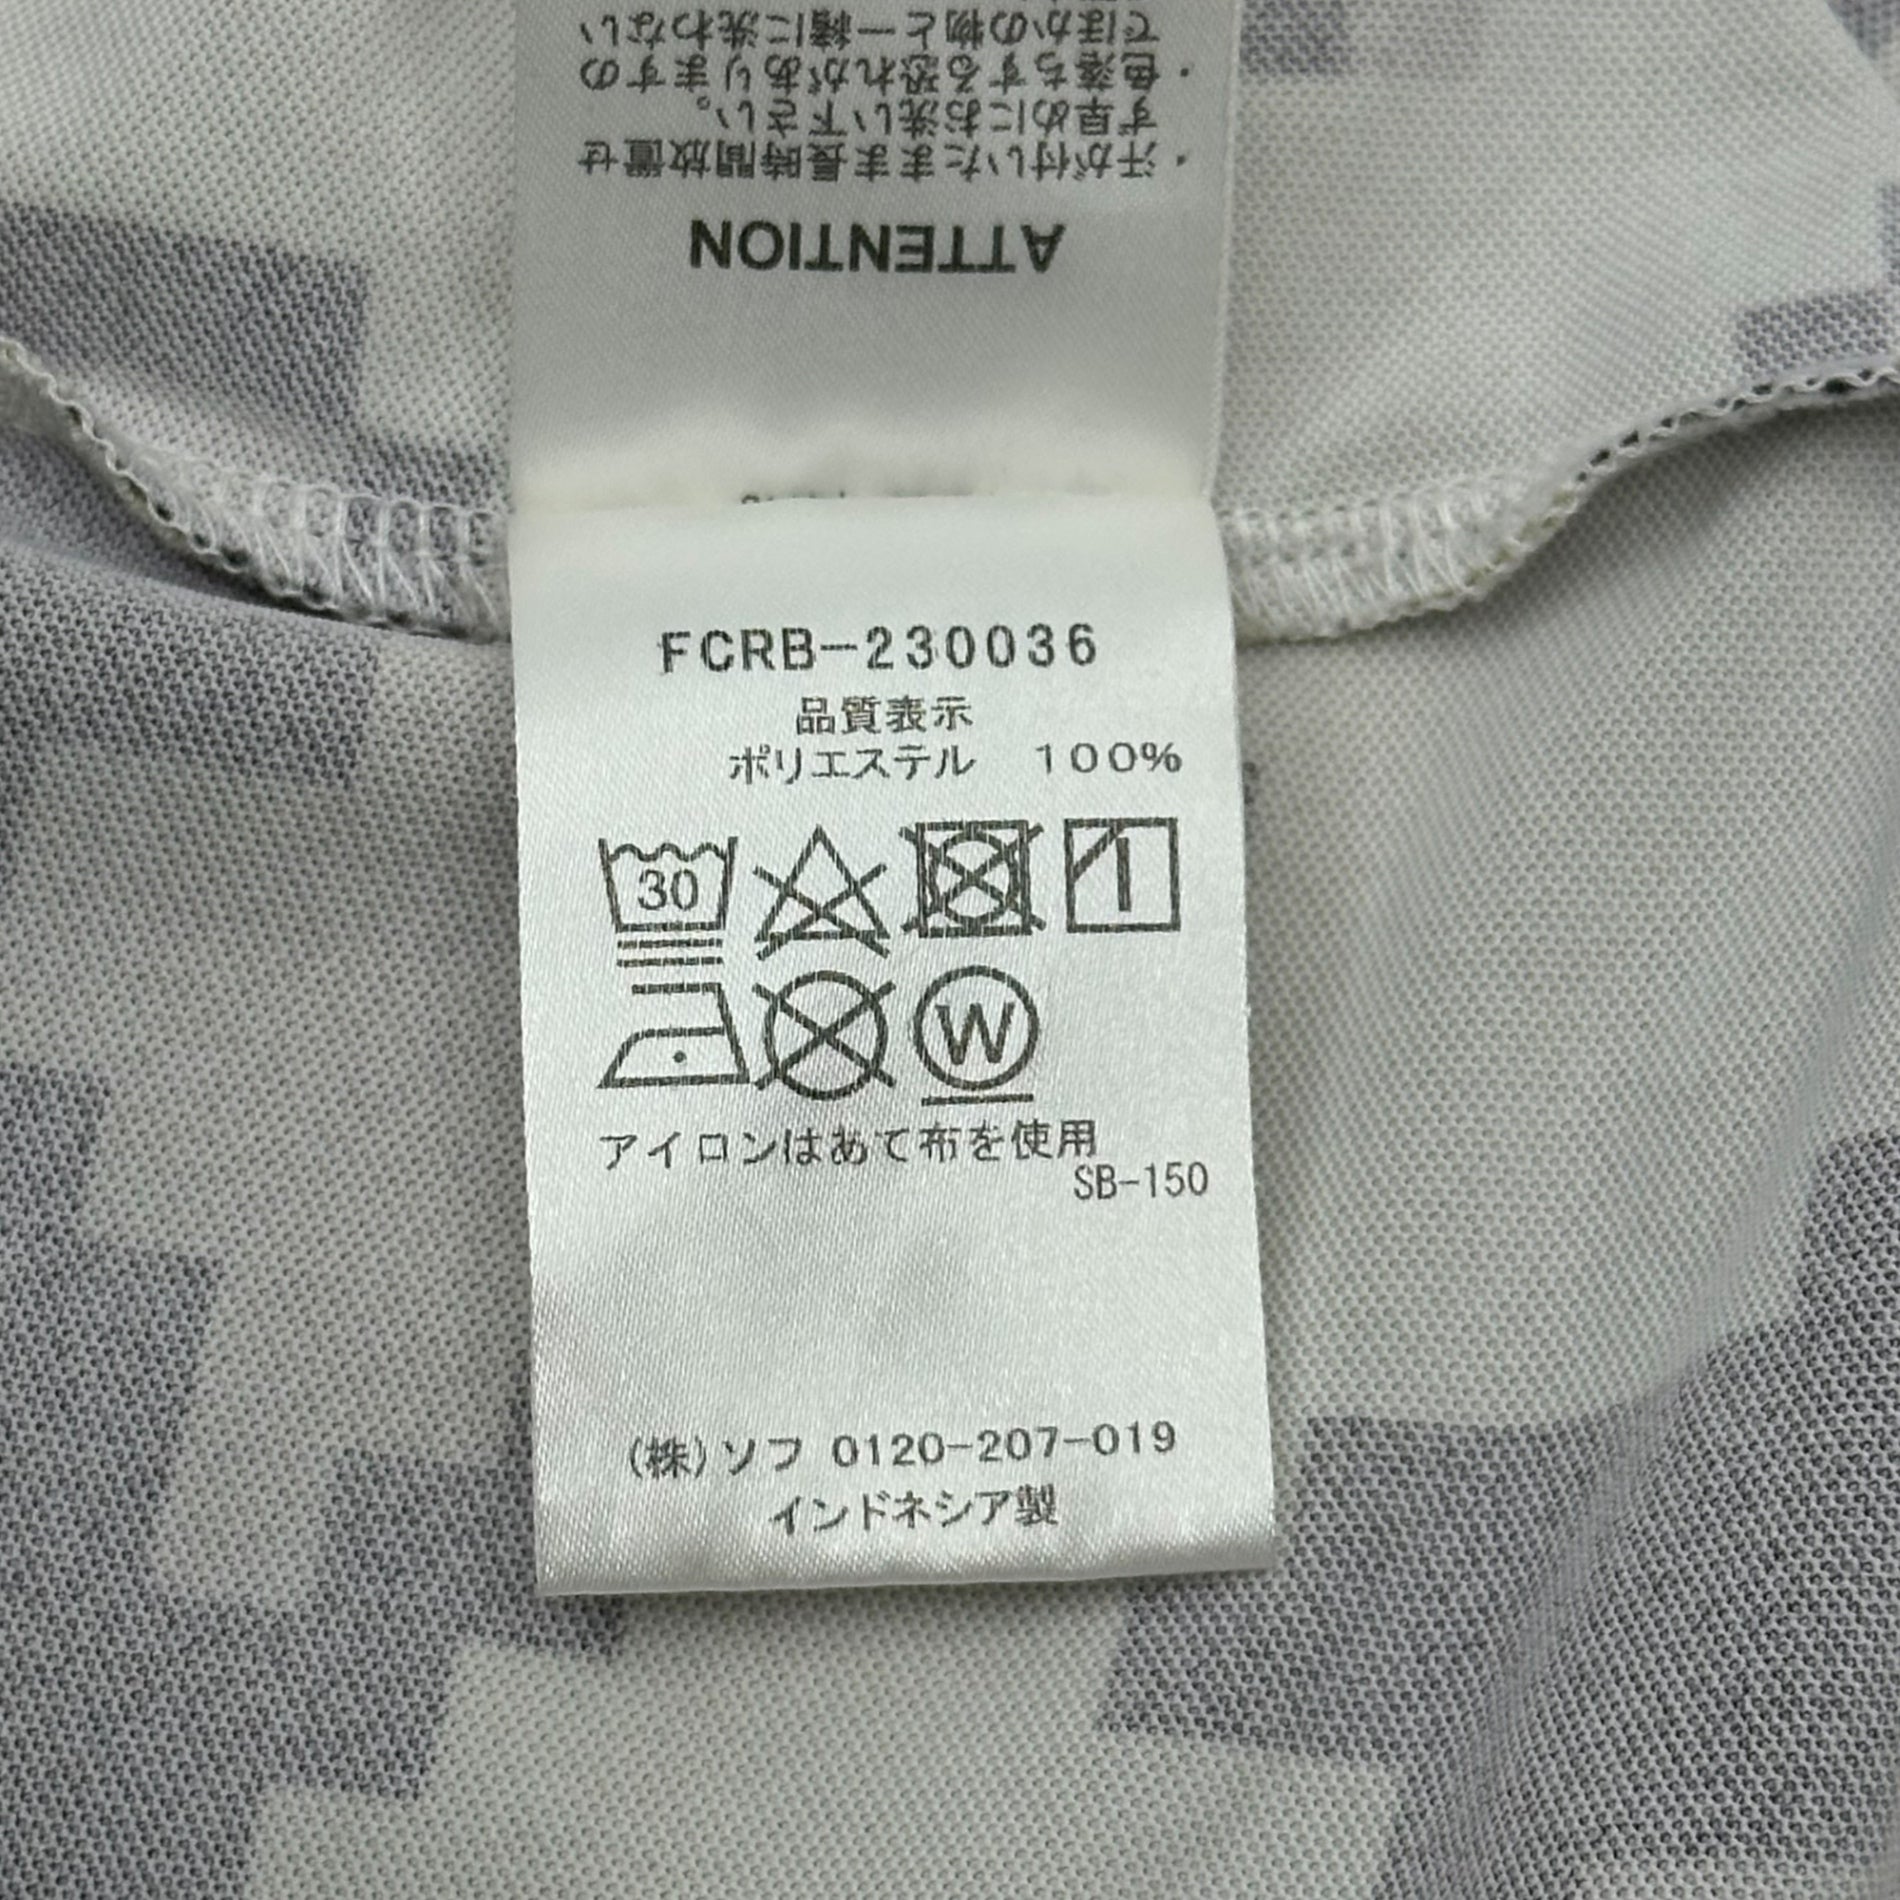 ATTENTION
・汗が付いたまま長時間放置せ
ず早めにお洗い下さい。
・色落ちする恐れがありますの
でほかの物と一緒に洗わない
FCRB-230036
品質表示
ポリエステル 100%
30
W
アイロンはあて布を使用
SB-150
(株)ソフ 0120-207-019
インドネシア製